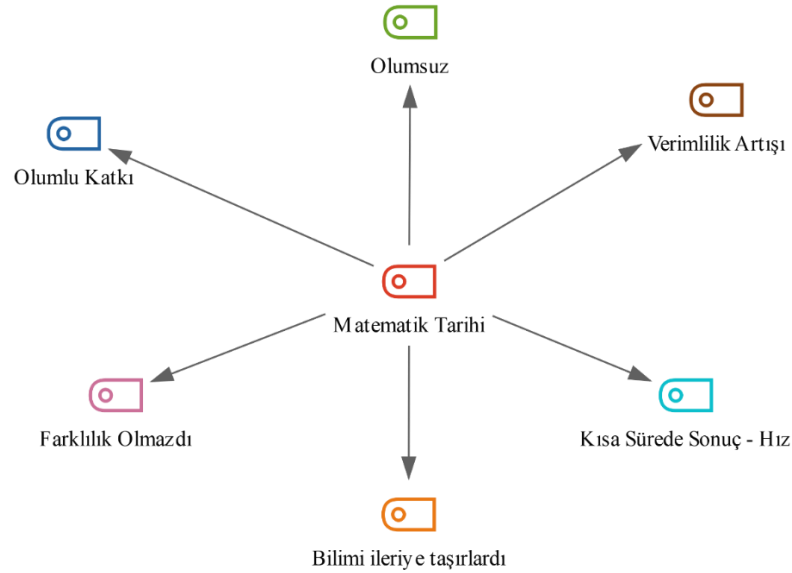 Olumsuz
Verimlilik Artışı
Olumlu Katkı
Matematik Tarihi
Farklılık Olmazdı
Kısa Sürede Sonuç - Hız
Bilimi ileriye taşırlardı